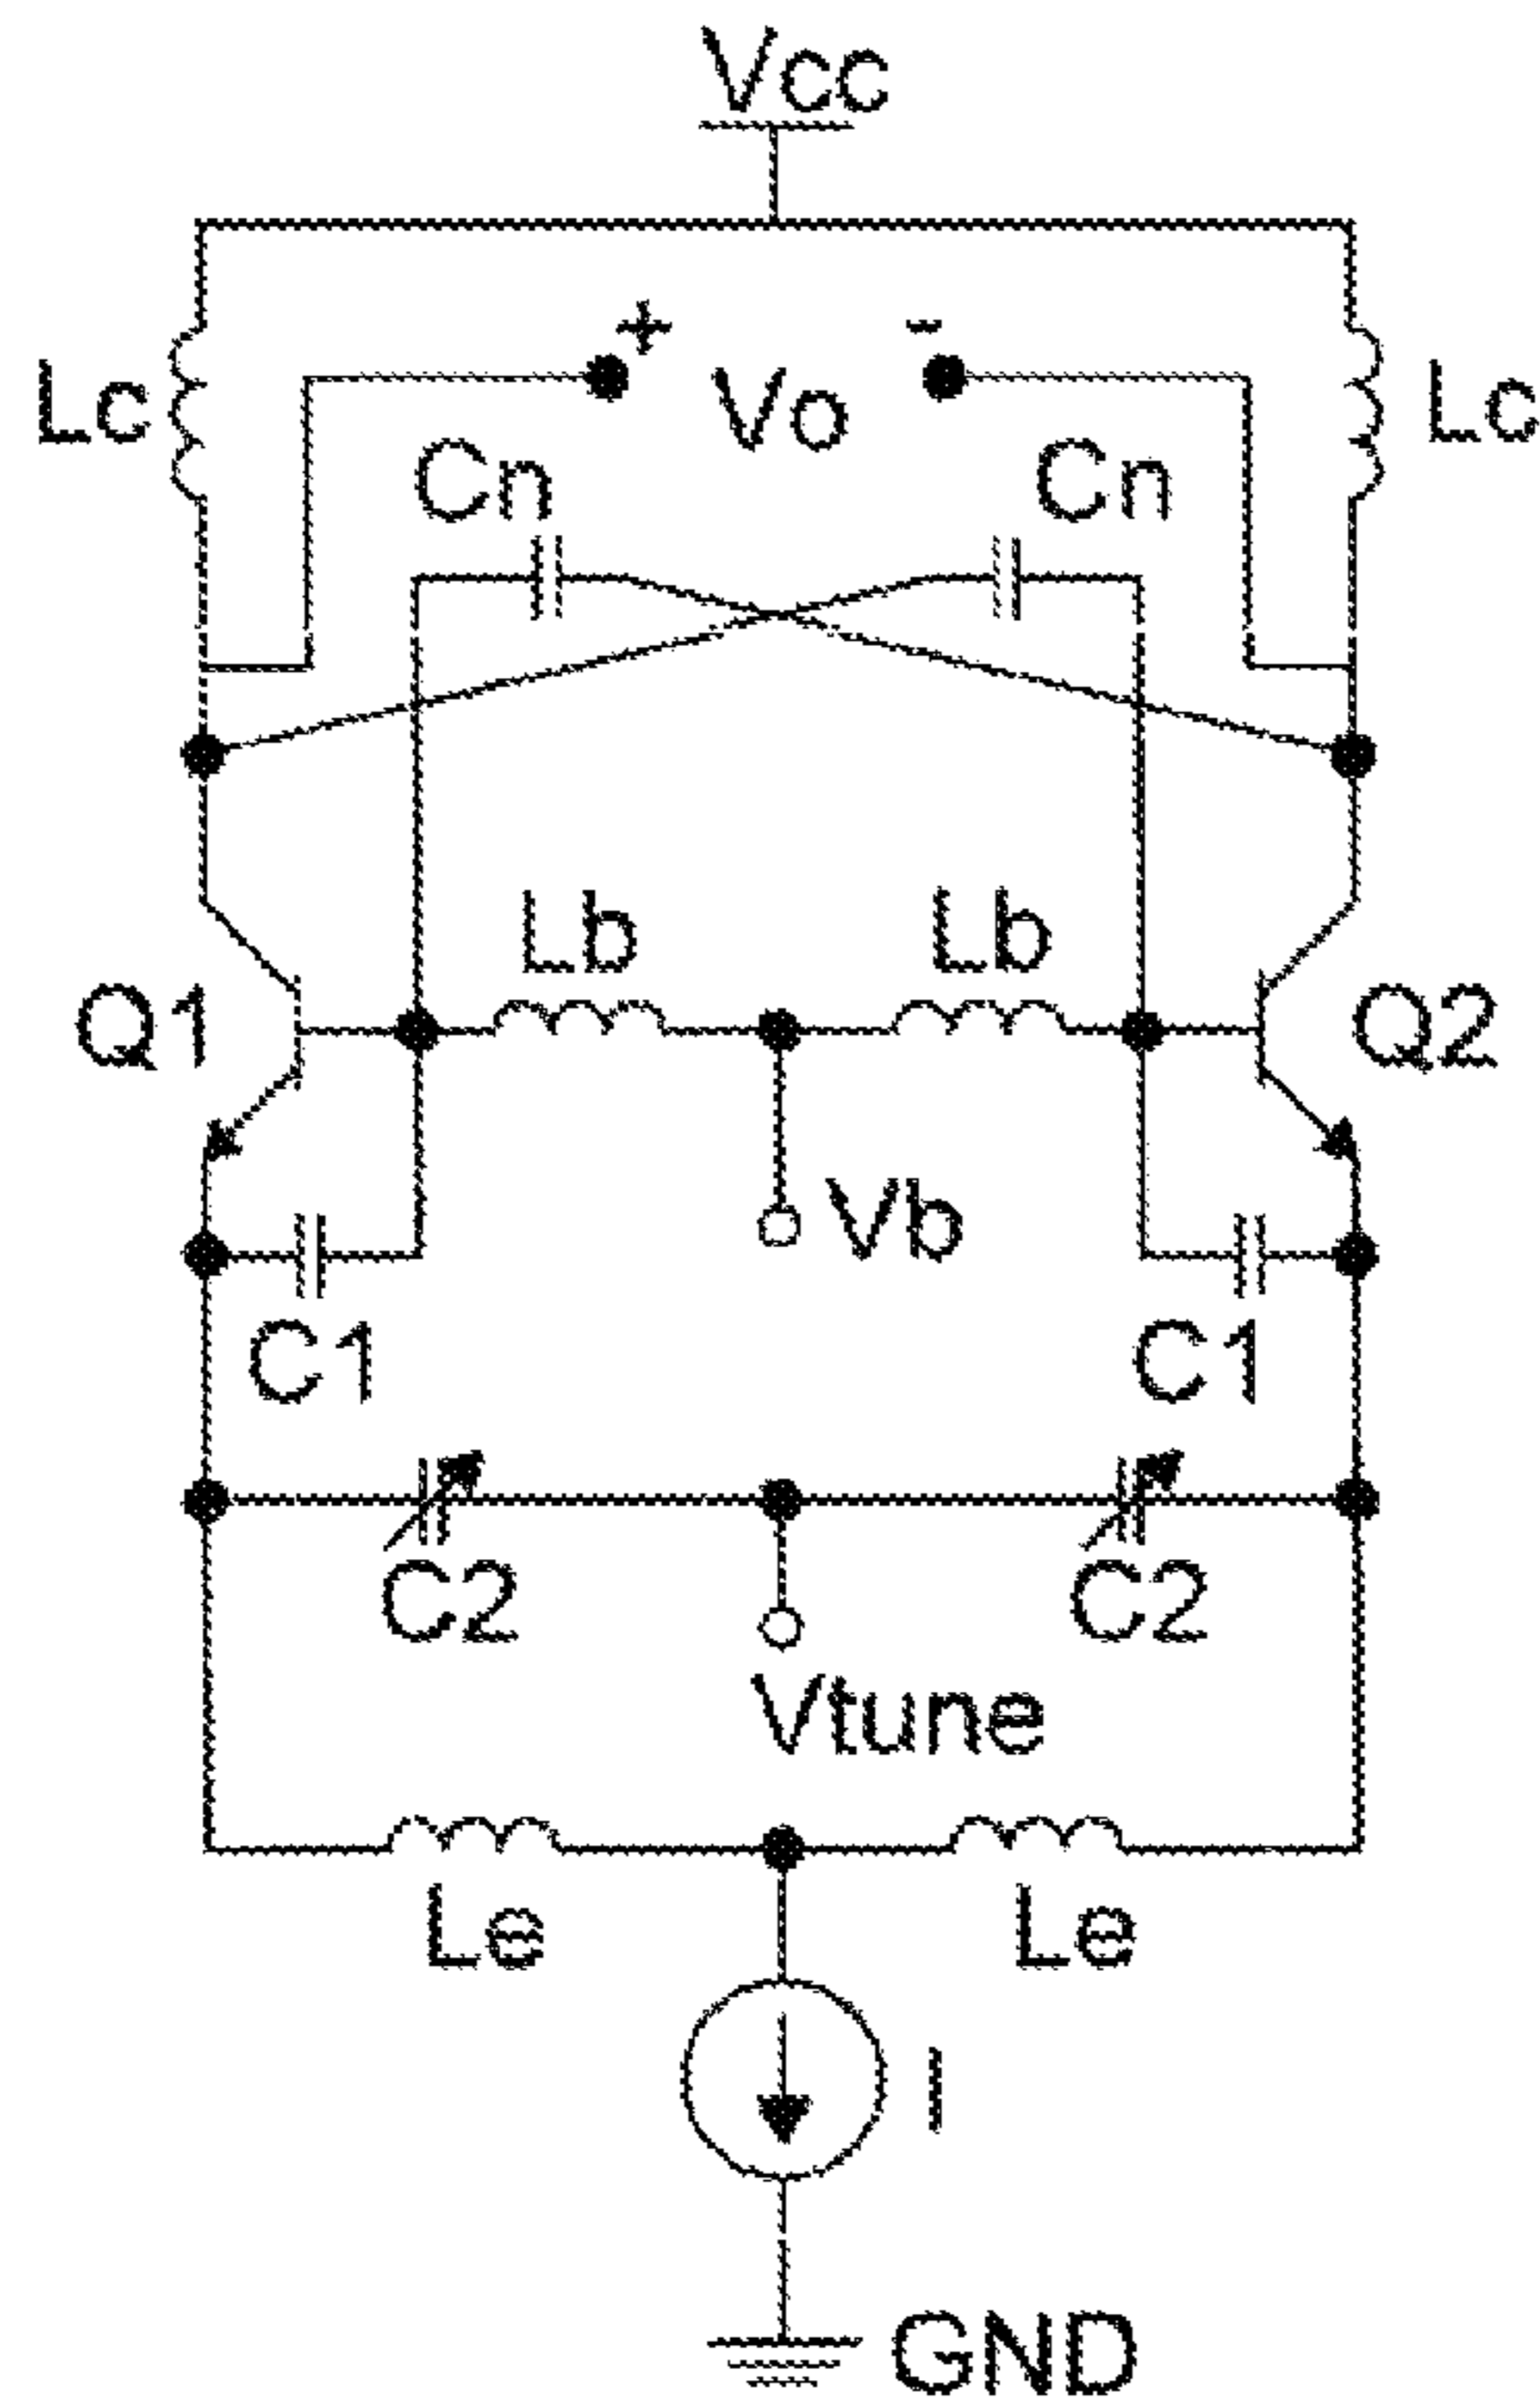 Vcc
+ -
Lc Vo Lc
Cn Cn
Lb Lb
Q1 Q2
Vb
C1 C1
C2 C2
Vtune
Le Le
I
GND